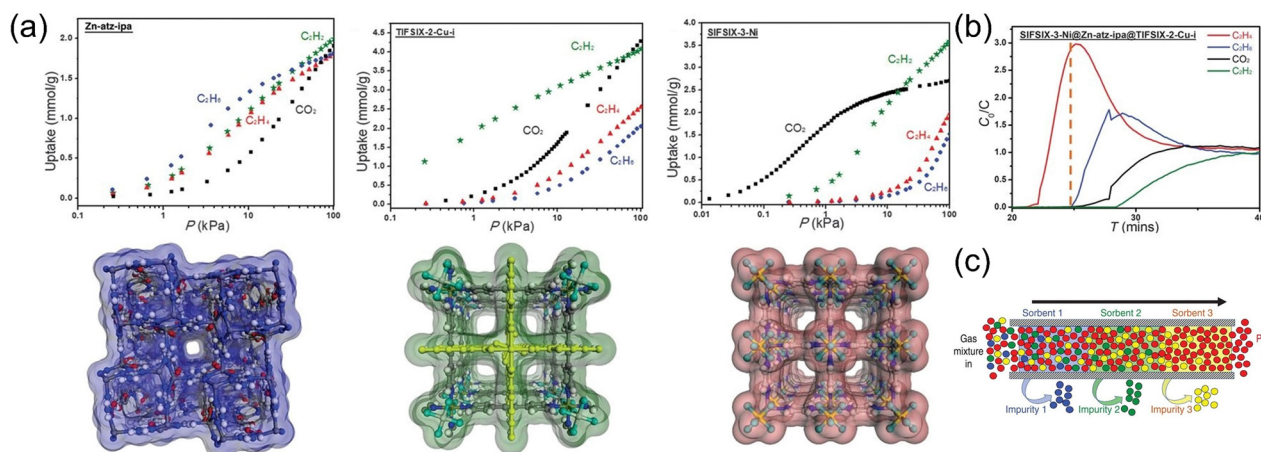 (a)
Zn-atz-ipa
Uptake (mmol/g)
2.0
1.5
1.0
0.5
0.0
C₂H₂
C₂H₆
C₂H₄
CO₂
1
10
100
P (kPa)
TIFSIX-2-Cu-i
Uptake (mmol/g)
4.5
4.0
3.5
3.0
2.5
2.0
1.5
1.0
0.5
0.0
C₂H₂
CO₂
C₂H₄
C₂H₆
1
10
100
P (kPa)
SIFSIX-3-Ni
Uptake (mmol/g)
4.5
4.0
3.5
3.0
2.5
2.0
1.5
1.0
0.5
0.0
C₂H₂
CO₂
C₂H₄
C₂H₆
0.01
0.1
1
10
100
P (kPa)
(b)
SIFSIX-3-Ni@Zn-atz-ipa@TIFSIX-2-Cu-i
C₂H₆
CO₂
C₂H₂
C₀/C
3.0
2.5
2.0
1.5
1.0
0.5
0.0
20
30
40
T (mins)
(c)
Sorbent 1 Sorbent 2 Sorbent 3
Gas
mixture
in
P
Impurity 1 Impurity 2 Impurity 3